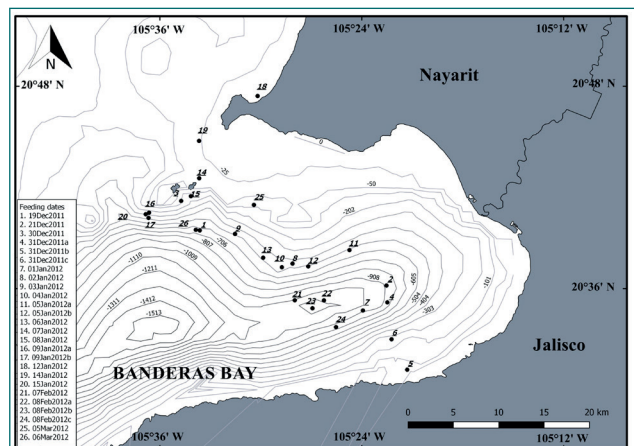 105°36' W
105°24' W
105°12' W
N
20°48' N
20°48' N
Nayarit
18
19
14
3
15
25
-25
0
-50
-202
-101
16
20
17
26
1
9
-807
-706
-1009
13
10
8
12
11
-908
2
-605
-504
-404
-303
4
-1110
-1211
-1311
-1412
-1513
21
22
23
7
24
6
5
20°36' N
Jalisco
BANDERAS BAY
Feeding dates
1. 19Dec2011
2. 21Dec2011
3. 30Dec2011
4. 31Dec2011a
5. 31Dec2011b
6. 31Dec2011c
7. 01Jan2012
8. 02Jan2012
9. 03Jan2012
10. 04Jan2012
11. 05Jan2012a
12. 05Jan2012b
13. 06Jan2012
14. 07Jan2012
15. 08Jan2012
16. 09Jan2012a
17. 09Jan2012b
18. 12Jan2012
19. 14Jan2012
20. 15Jan2012
21. 07Feb2012
22. 08Feb2012a
23. 08Feb2012b
24. 08Feb2012c
25. 05Mar2012
26. 06Mar2012
0 5 10 15 20 km
105°36' W
105°24' W
105°12' W